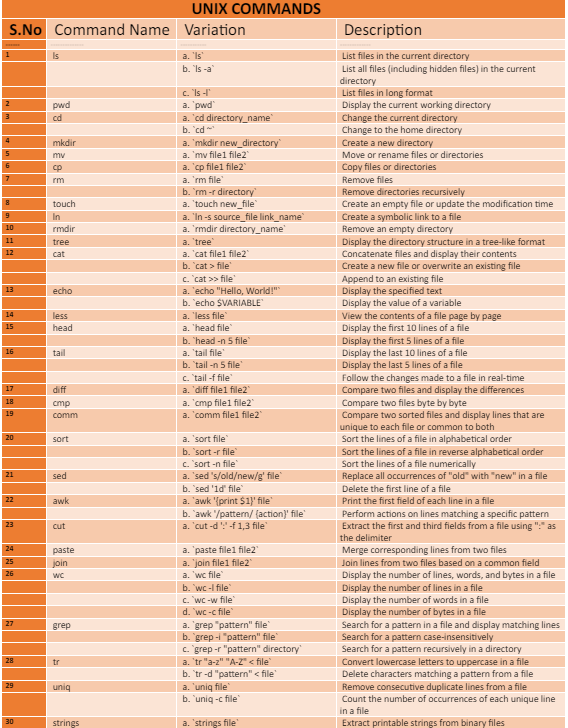 UNIX COMMANDS
S.No Command Name Variation Description
1 ls a. `ls` List files in the current directory
b. `ls -a` List all files (including hidden files) in the current
directory
c. `ls -l` List files in long format
2 pwd a. `pwd` Display the current working directory
3 cd a. `cd directory_name` Change the current directory
b. `cd ~` Change to the home directory
4 mkdir a. `mkdir new_directory` Create a new directory
5 mv a. `mv file1 file2` Move or rename files or directories
6 cp a. `cp file1 file2` Copy files or directories
7 rm a. `rm file` Remove files
b. `rm -r directory` Remove directories recursively
8 touch a. `touch new_file` Create an empty file or update the modification time
9 ln a. `ln -s source_file link_name` Create a symbolic link to a file
10 rmdir a. `rmdir directory_name` Remove an empty directory
11 tree a. `tree` Display the directory structure in a tree-like format
12 cat a. `cat file1 file2` Concatenate files and display their contents
b. `cat > file` Create a new file or overwrite an existing file
c. `cat >> file` Append to an existing file
13 echo a. `echo "Hello, World!"` Display the specified text
b. `echo $VARIABLE` Display the value of a variable
14 less a. `less file` View the contents of a file page by page
15 head a. `head file` Display the first 10 lines of a file
b. `head -n 5 file` Display the first 5 lines of a file
16 tail a. `tail file` Display the last 10 lines of a file
b. `tail -n 5 file` Display the last 5 lines of a file
c. `tail -f file` Follow the changes made to a file in real-time
17 diff a. `diff file1 file2` Compare two files and display the differences
18 cmp a. `cmp file1 file2` Compare two files byte by byte
19 comm a. `comm file1 file2` Compare two sorted files and display lines that are
unique to each file or common to both
20 sort a. `sort file` Sort the lines of a file in alphabetical order
b. `sort -r file` Sort the lines of a file in reverse alphabetical order
c. `sort -n file` Sort the lines of a file numerically
21 sed a. `sed 's/old/new/g' file` Replace all occurrences of "old" with "new" in a file
b. `sed '1d' file` Delete the first line of a file
22 awk a. `awk '{print $1}' file` Print the first field of each line in a file
b. `awk '/pattern/ {action}' file` Perform actions on lines matching a specific pattern
23 cut a. `cut -d ':' -f 1,3 file` Extract the first and third fields from a file using ":" as
the delimiter
24 paste a. `paste file1 file2` Merge corresponding lines from two files
25 join a. `join file1 file2` Join lines from two files based on a common field
26 wc a. `wc file` Display the number of lines, words, and bytes in a file
b. `wc -l file` Display the number of lines in a file
c. `wc -w file` Display the number of words in a file
d. `wc -c file` Display the number of bytes in a file
27 grep a. `grep "pattern" file` Search for a pattern in a file and display matching lines
b. `grep -i "pattern" file` Search for a pattern case-insensitively
c. `grep -r "pattern" directory` Search for a pattern recursively in a directory
28 tr a. `tr "a-z" "A-Z" < file` Convert lowercase letters to uppercase in a file
b. `tr -d "pattern" < file` Delete characters matching a pattern from a file
29 uniq a. `uniq file` Remove consecutive duplicate lines from a file
b. `uniq -c file` Count the number of occurrences of each unique line
in a file
30 strings a. `strings file` Extract printable strings from binary files